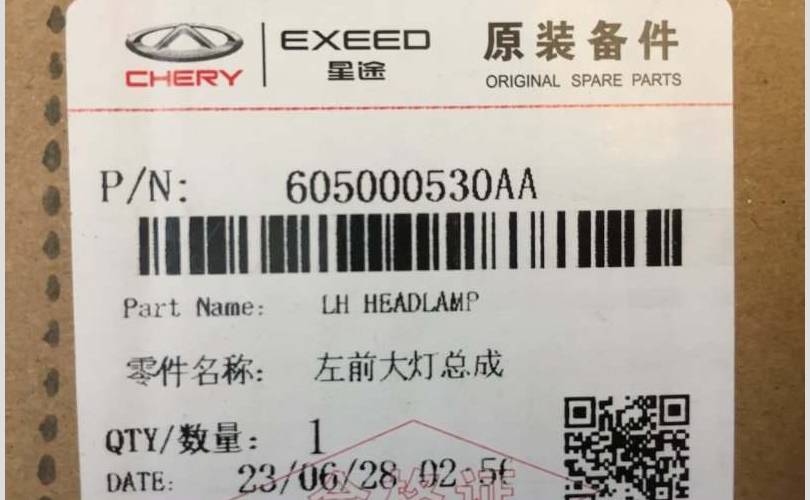 CHERY EXEED 星途 原装备件
ORIGINAL SPARE PARTS
P/N: 605000530AA
Part Name: LH HEADLAMP
零件名称: 左前大灯总成
QTY/数量: 1
DATE: 23/06/28 02.5